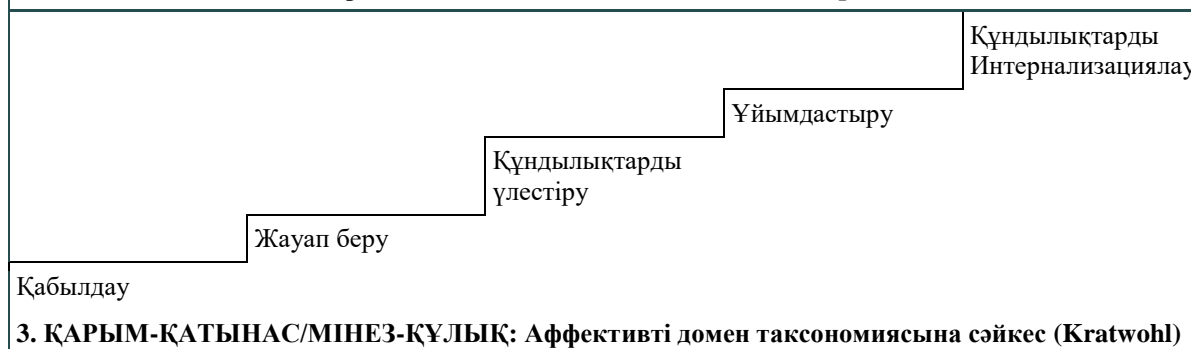 Құндылықтарды
Интернализациялау
Ұйымдастыру
Құндылықтарды
үлестіру
Жауап беру
Қабылдау
3. ҚАРЫМ-ҚАТЫНАС/МІНЕЗ-ҚҰЛЫҚ: Аффективті домен таксономиясына сәйкес (Kratwohl)